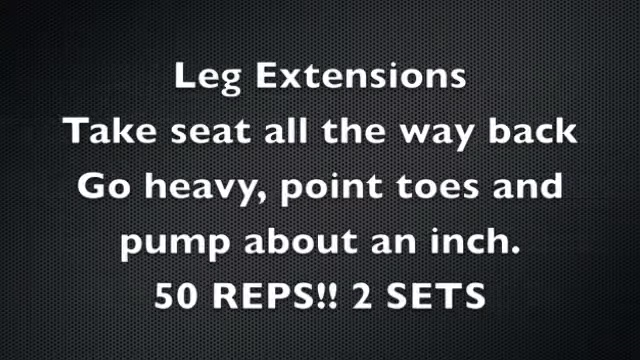 Leg Extensions
Take seat all the way back
Go heavy, point toes and
pump about an inch.
50 REPS!! 2 SETS